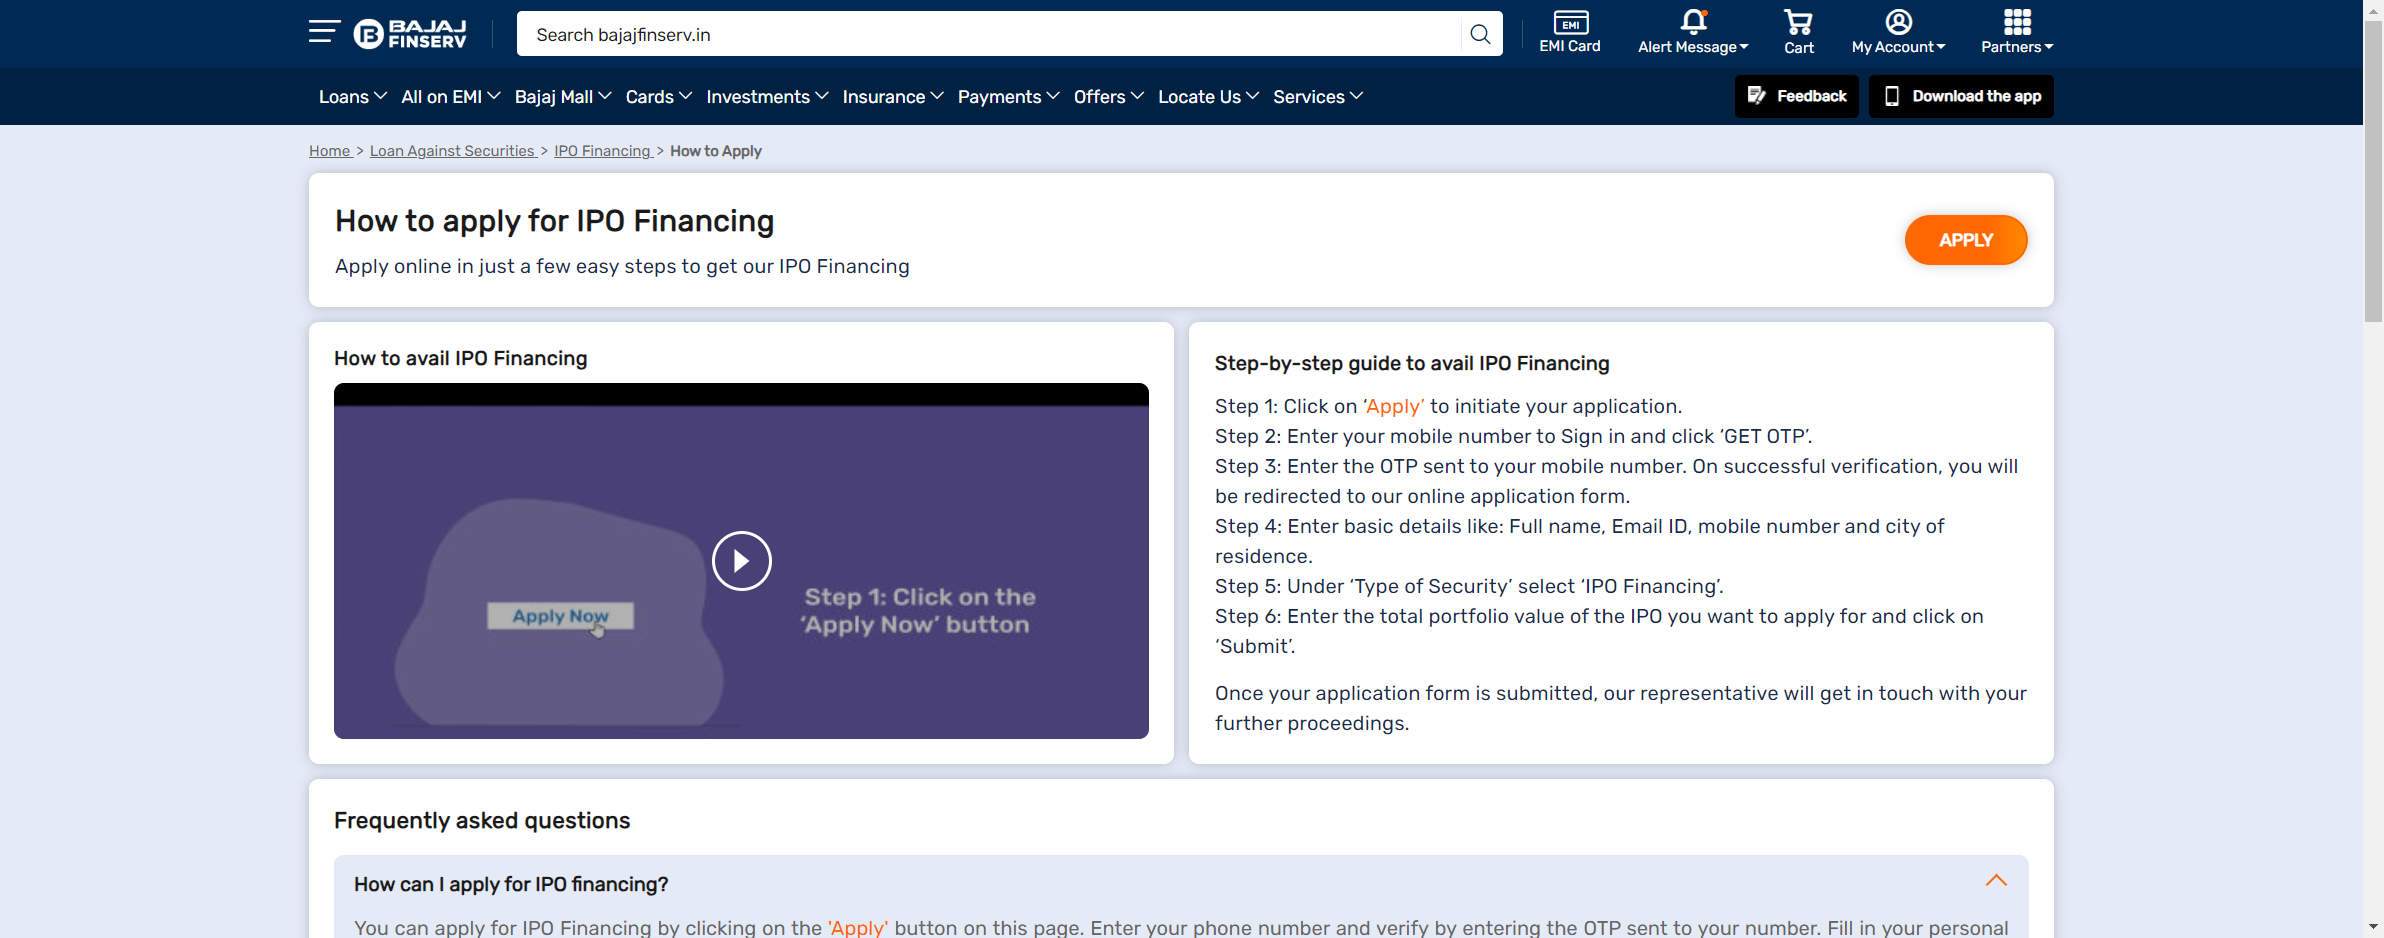 BAJAJ
FINSERV
Search bajajfinserv.in
EMI
EMI Card
Alert Message
Cart
My Account
Partners
Loans
All on EMI
Bajaj Mall
Cards
Investments
Insurance
Payments
Offers
Locate Us
Services
Feedback
Download the app
Home > Loan Against Securities > IPO Financing > How to Apply
How to apply for IPO Financing
Apply online in just a few easy steps to get our IPO Financing
APPLY
How to avail IPO Financing
Apply Now
Step 1: Click on the
‘Apply Now’ button
Step-by-step guide to avail IPO Financing
Step 1: Click on ‘Apply’ to initiate your application.
Step 2: Enter your mobile number to Sign in and click ‘GET OTP’.
Step 3: Enter the OTP sent to your mobile number. On successful verification, you will
be redirected to our online application form.
Step 4: Enter basic details like: Full name, Email ID, mobile number and city of
residence.
Step 5: Under ‘Type of Security’ select ‘IPO Financing’.
Step 6: Enter the total portfolio value of the IPO you want to apply for and click on
‘Submit’.
Once your application form is submitted, our representative will get in touch with your
further proceedings.
Frequently asked questions
How can I apply for IPO financing?
You can apply for IPO Financing by clicking on the 'Apply' button on this page. Enter your phone number and verify by entering the OTP sent to your number. Fill in your personal